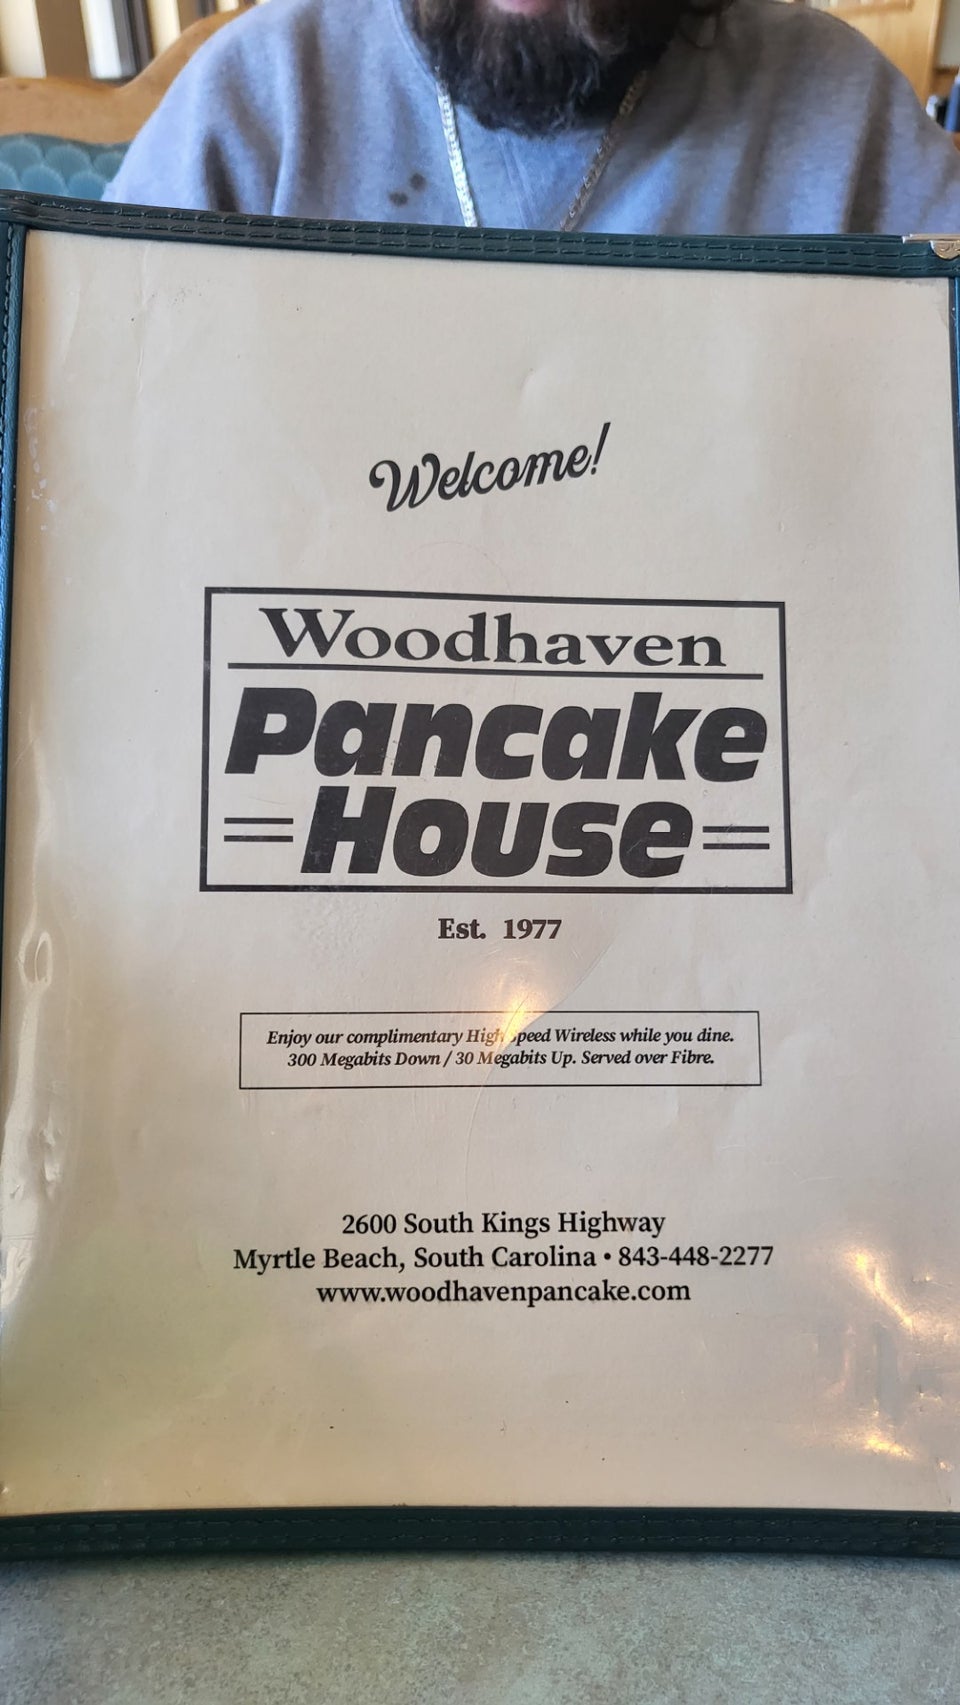 Welcome!
Woodhaven
Pancake
House
Est. 1977
Enjoy our complimentary High Speed Wireless while you dine.
300 Megabits Down / 30 Megabits Up. Served over Fibre.
2600 South Kings Highway
Myrtle Beach, South Carolina • 843-448-2277
www.woodhavenpancake.com